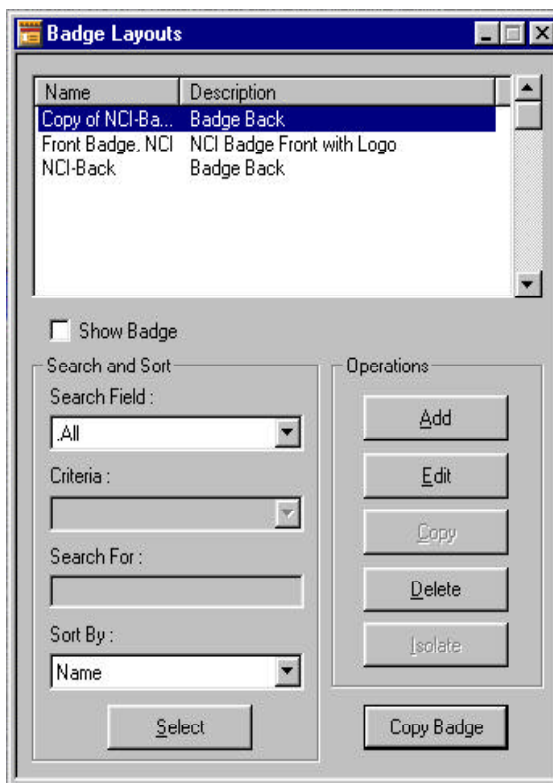 Badge Layouts
Name Description
Copy of NCI-Ba... Badge Back
Front Badge, NCI NCI Badge Front with Logo
NCI-Back Badge Back
Show Badge
Search and Sort
Search Field :
.All
Criteria :
Search For :
Sort By :
Name
Select
Operations
Add
Edit
Copy
Delete
Isolate
Copy Badge